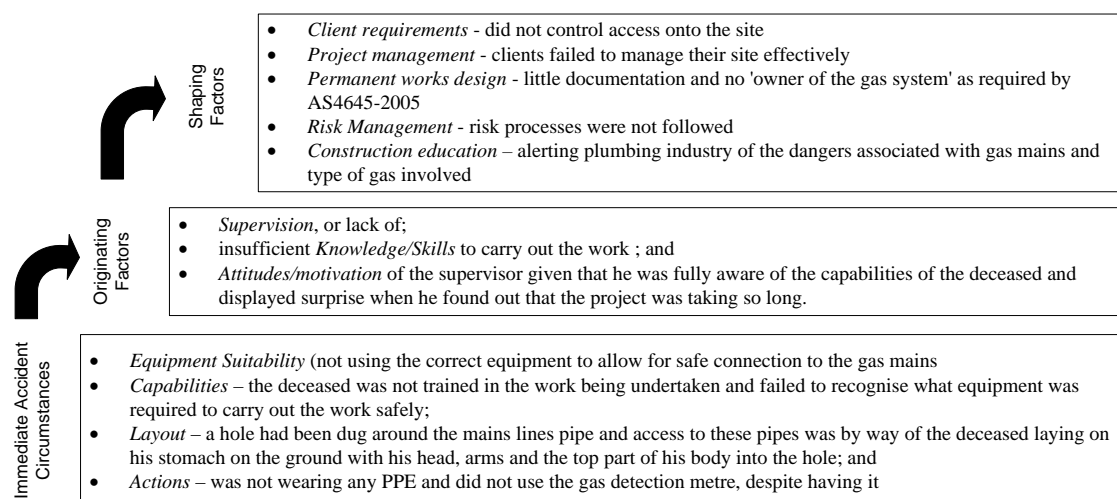 Shaping
Factors
• Client requirements - did not control access onto the site
• Project management - clients failed to manage their site effectively
• Permanent works design - little documentation and no 'owner of the gas system' as required by
AS4645-2005
• Risk Management - risk processes were not followed
• Construction education – alerting plumbing industry of the dangers associated with gas mains and
type of gas involved
Originating
Factors
• Supervision, or lack of;
• insufficient Knowledge/Skills to carry out the work ; and
• Attitudes/motivation of the supervisor given that he was fully aware of the capabilities of the deceased and
displayed surprise when he found out that the project was taking so long.
Immediate Accident
Circumstances
• Equipment Suitability (not using the correct equipment to allow for safe connection to the gas mains
• Capabilities – the deceased was not trained in the work being undertaken and failed to recognise what equipment was
required to carry out the work safely;
• Layout – a hole had been dug around the mains lines pipe and access to these pipes was by way of the deceased laying on
his stomach on the ground with his head, arms and the top part of his body into the hole; and
• Actions – was not wearing any PPE and did not use the gas detection metre, despite having it